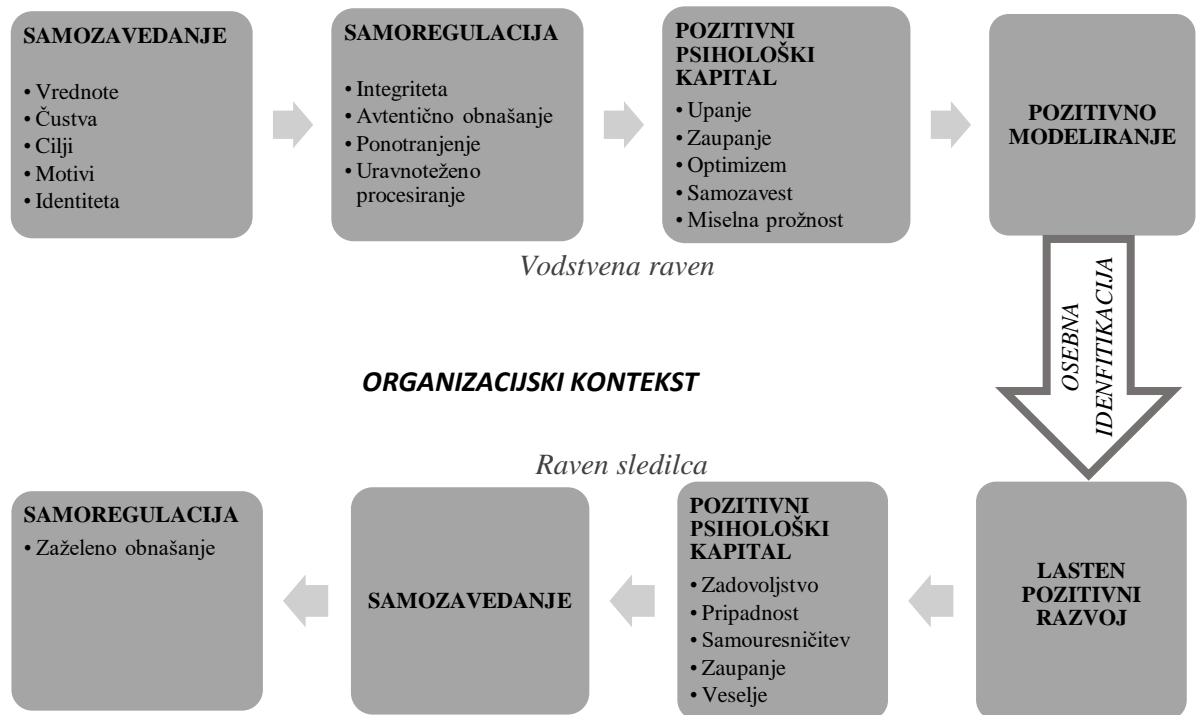 SAMOZAVEDANJE
• Vrednote
• Čustva
• Cilji
• Motivi
• Identiteta
SAMOREGULACIJA
• Integriteta
• Avtentično obnašanje
• Ponotranjenje
• Uravnoteženo
procesiranje
POZITIVNI
PSIHOLOŠKI
KAPITAL
• Upanje
• Zaupanje
• Optimizem
• Samozavest
• Miselna prožnost
POZITIVNO
MODELIRANJE
Vodstvena raven
OSEBNA
IDENFITIKACIJA
ORGANIZACIJSKI KONTEKST
Raven sledilca
SAMOREGULACIJA
• Zaželeno obnašanje
SAMOZAVEDANJE
POZITIVNI
PSIHOLOŠKI
KAPITAL
• Zadovoljstvo
• Pripadnost
• Samouresničitev
• Zaupanje
• Veselje
LASTEN
POZITIVNI
RAZVOJ